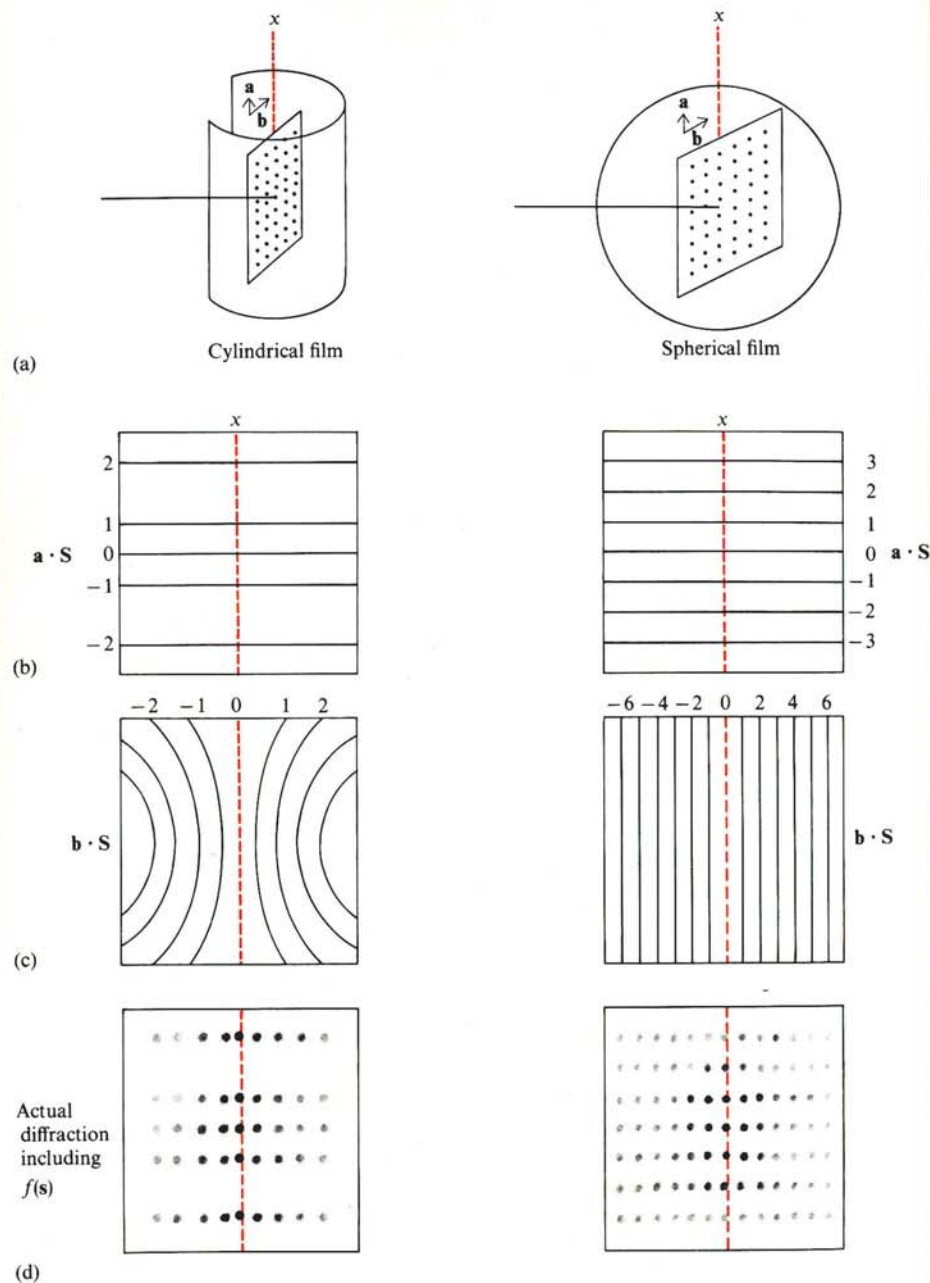 x
x
a
b
a
b
Cylindrical film
Spherical film
(a)
x
x
2
1
a · S 0
−1
−2
3
2
1
0 a · S
−1
−2
−3
(b)
−2 −1 0 1 2
−6 −4 −2 0 2 4 6
b · S
b · S
(c)
Actual
diffraction
including
f(s)
(d)